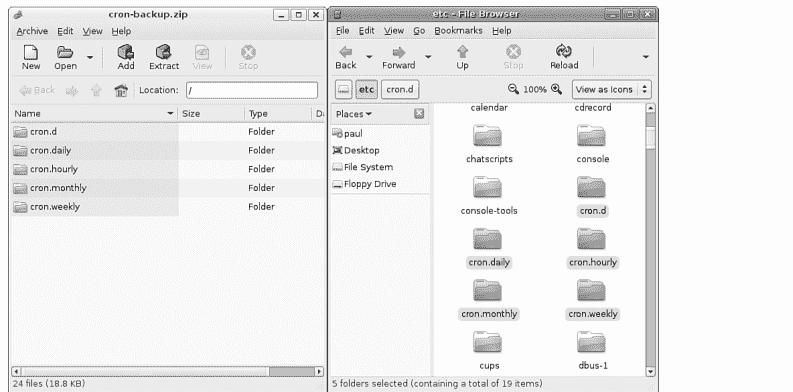 cron-backup.zip
Archive Edit View Help
New Open Add Extract View Stop
Back Location: /
Name Size Type
cron.d Folder
cron.daily Folder
cron.hourly Folder
cron.monthly Folder
cron.weekly Folder
24 files (18.8 KB)
etc - File Browser
File Edit View Go Bookmarks Help
Back Forward Up Stop Reload
etc cron.d 100% View as Icons
Places
paul
Desktop
File System
Floppy Drive
calendar cdrecord
chatscripts console
console-tools cron.d
cron.daily cron.hourly
cron.monthly cron.weekly
cups dbus-1
5 folders selected (containing a total of 19 items)